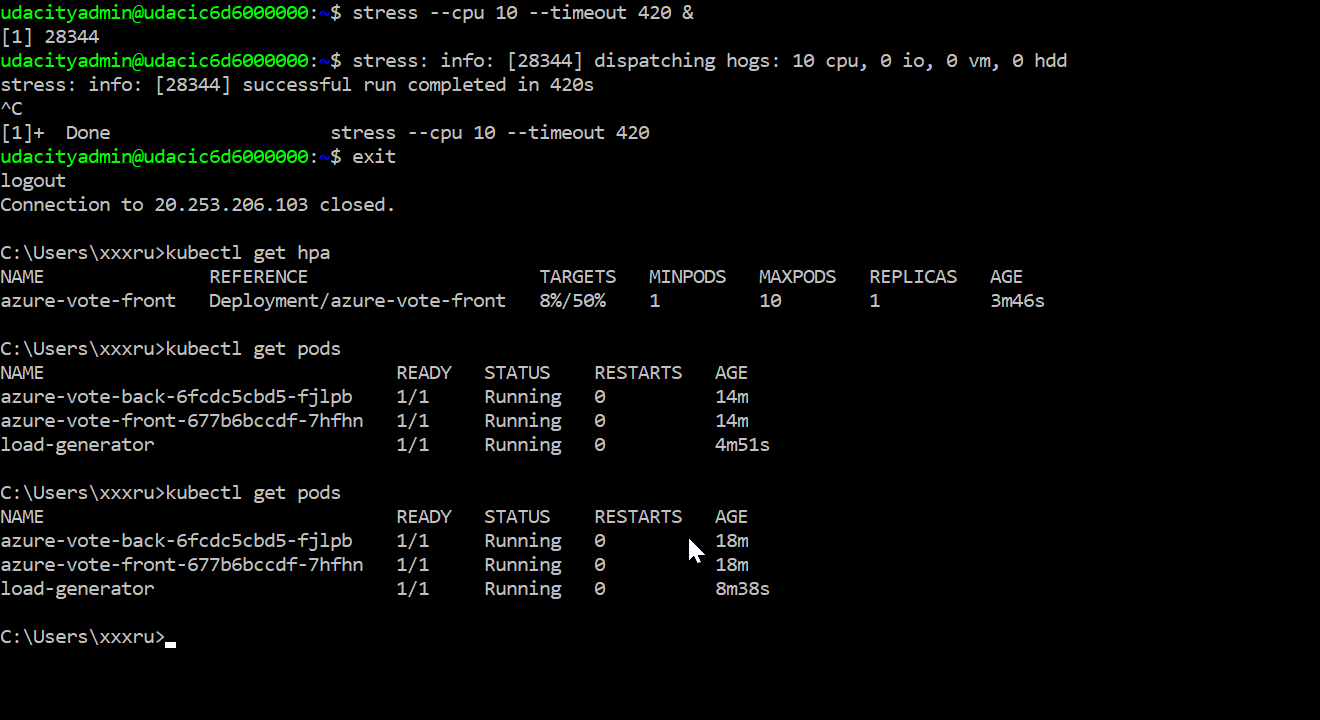 udacityadmin@udacic6d6000000:~$ stress --cpu 10 --timeout 420 &
[1] 28344
udacityadmin@udacic6d6000000:~$ stress: info: [28344] dispatching hogs: 10 cpu, 0 io, 0 vm, 0 hdd
stress: info: [28344] successful run completed in 420s
^C
[1]+  Done                    stress --cpu 10 --timeout 420
udacityadmin@udacic6d6000000:~$ exit
logout
Connection to 20.253.206.103 closed.
C:\Users\xxxru>kubectl get hpa
NAME               REFERENCE                     TARGETS   MINPODS   MAXPODS   REPLICAS   AGE
azure-vote-front   Deployment/azure-vote-front   8%/50%    1         10        1          3m46s
C:\Users\xxxru>kubectl get pods
NAME                                READY   STATUS    RESTARTS   AGE
azure-vote-back-6fcdc5cbd5-fjlpb    1/1     Running   0          14m
azure-vote-front-677b6bccdf-7hfhn   1/1     Running   0          14m
load-generator                      1/1     Running   0          4m51s
C:\Users\xxxru>kubectl get pods
NAME                                READY   STATUS    RESTARTS   AGE
azure-vote-back-6fcdc5cbd5-fjlpb    1/1     Running   0          18m
azure-vote-front-677b6bccdf-7hfhn   1/1     Running   0          18m
load-generator                      1/1     Running   0          8m38s
C:\Users\xxxru>